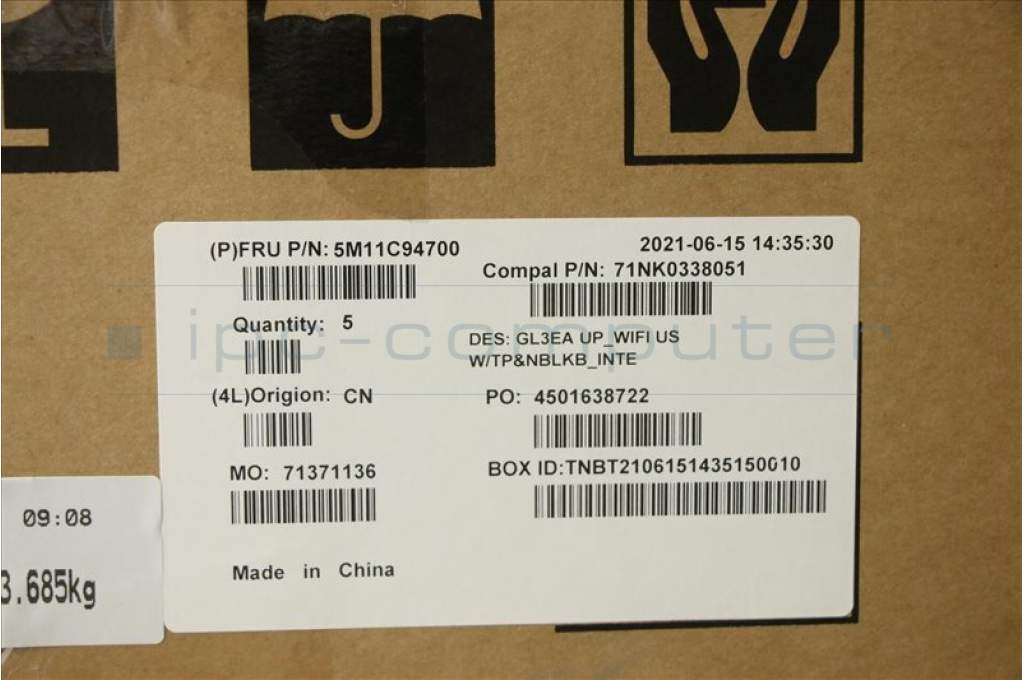 (P)FRU P/N: 5M11C94700
2021-06-15 14:35:30
Compal P/N: 71NK0338051
Quantity: 5
DES: GL3EA UP_WIFI US
W/TP&NBLKB_INTE
ipc-computer
(4L)Origion: CN
PO: 4501638722
MO: 71371136
BOX ID:TNBT2106151435150010
09:08
Made in China
3.685kg